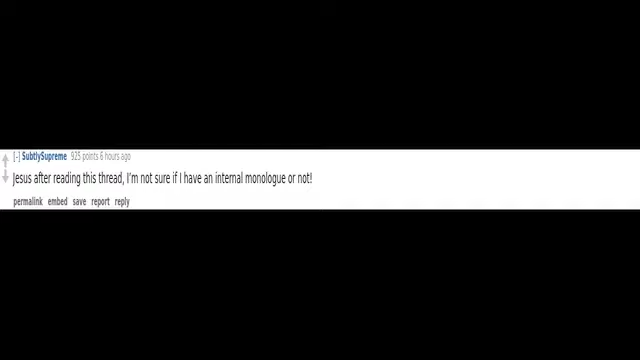 [-] SubtlySupreme 925 points 6 hours ago
Jesus after reading this thread, I'm not sure if I have an internal monologue or not!
permalink embed save report reply